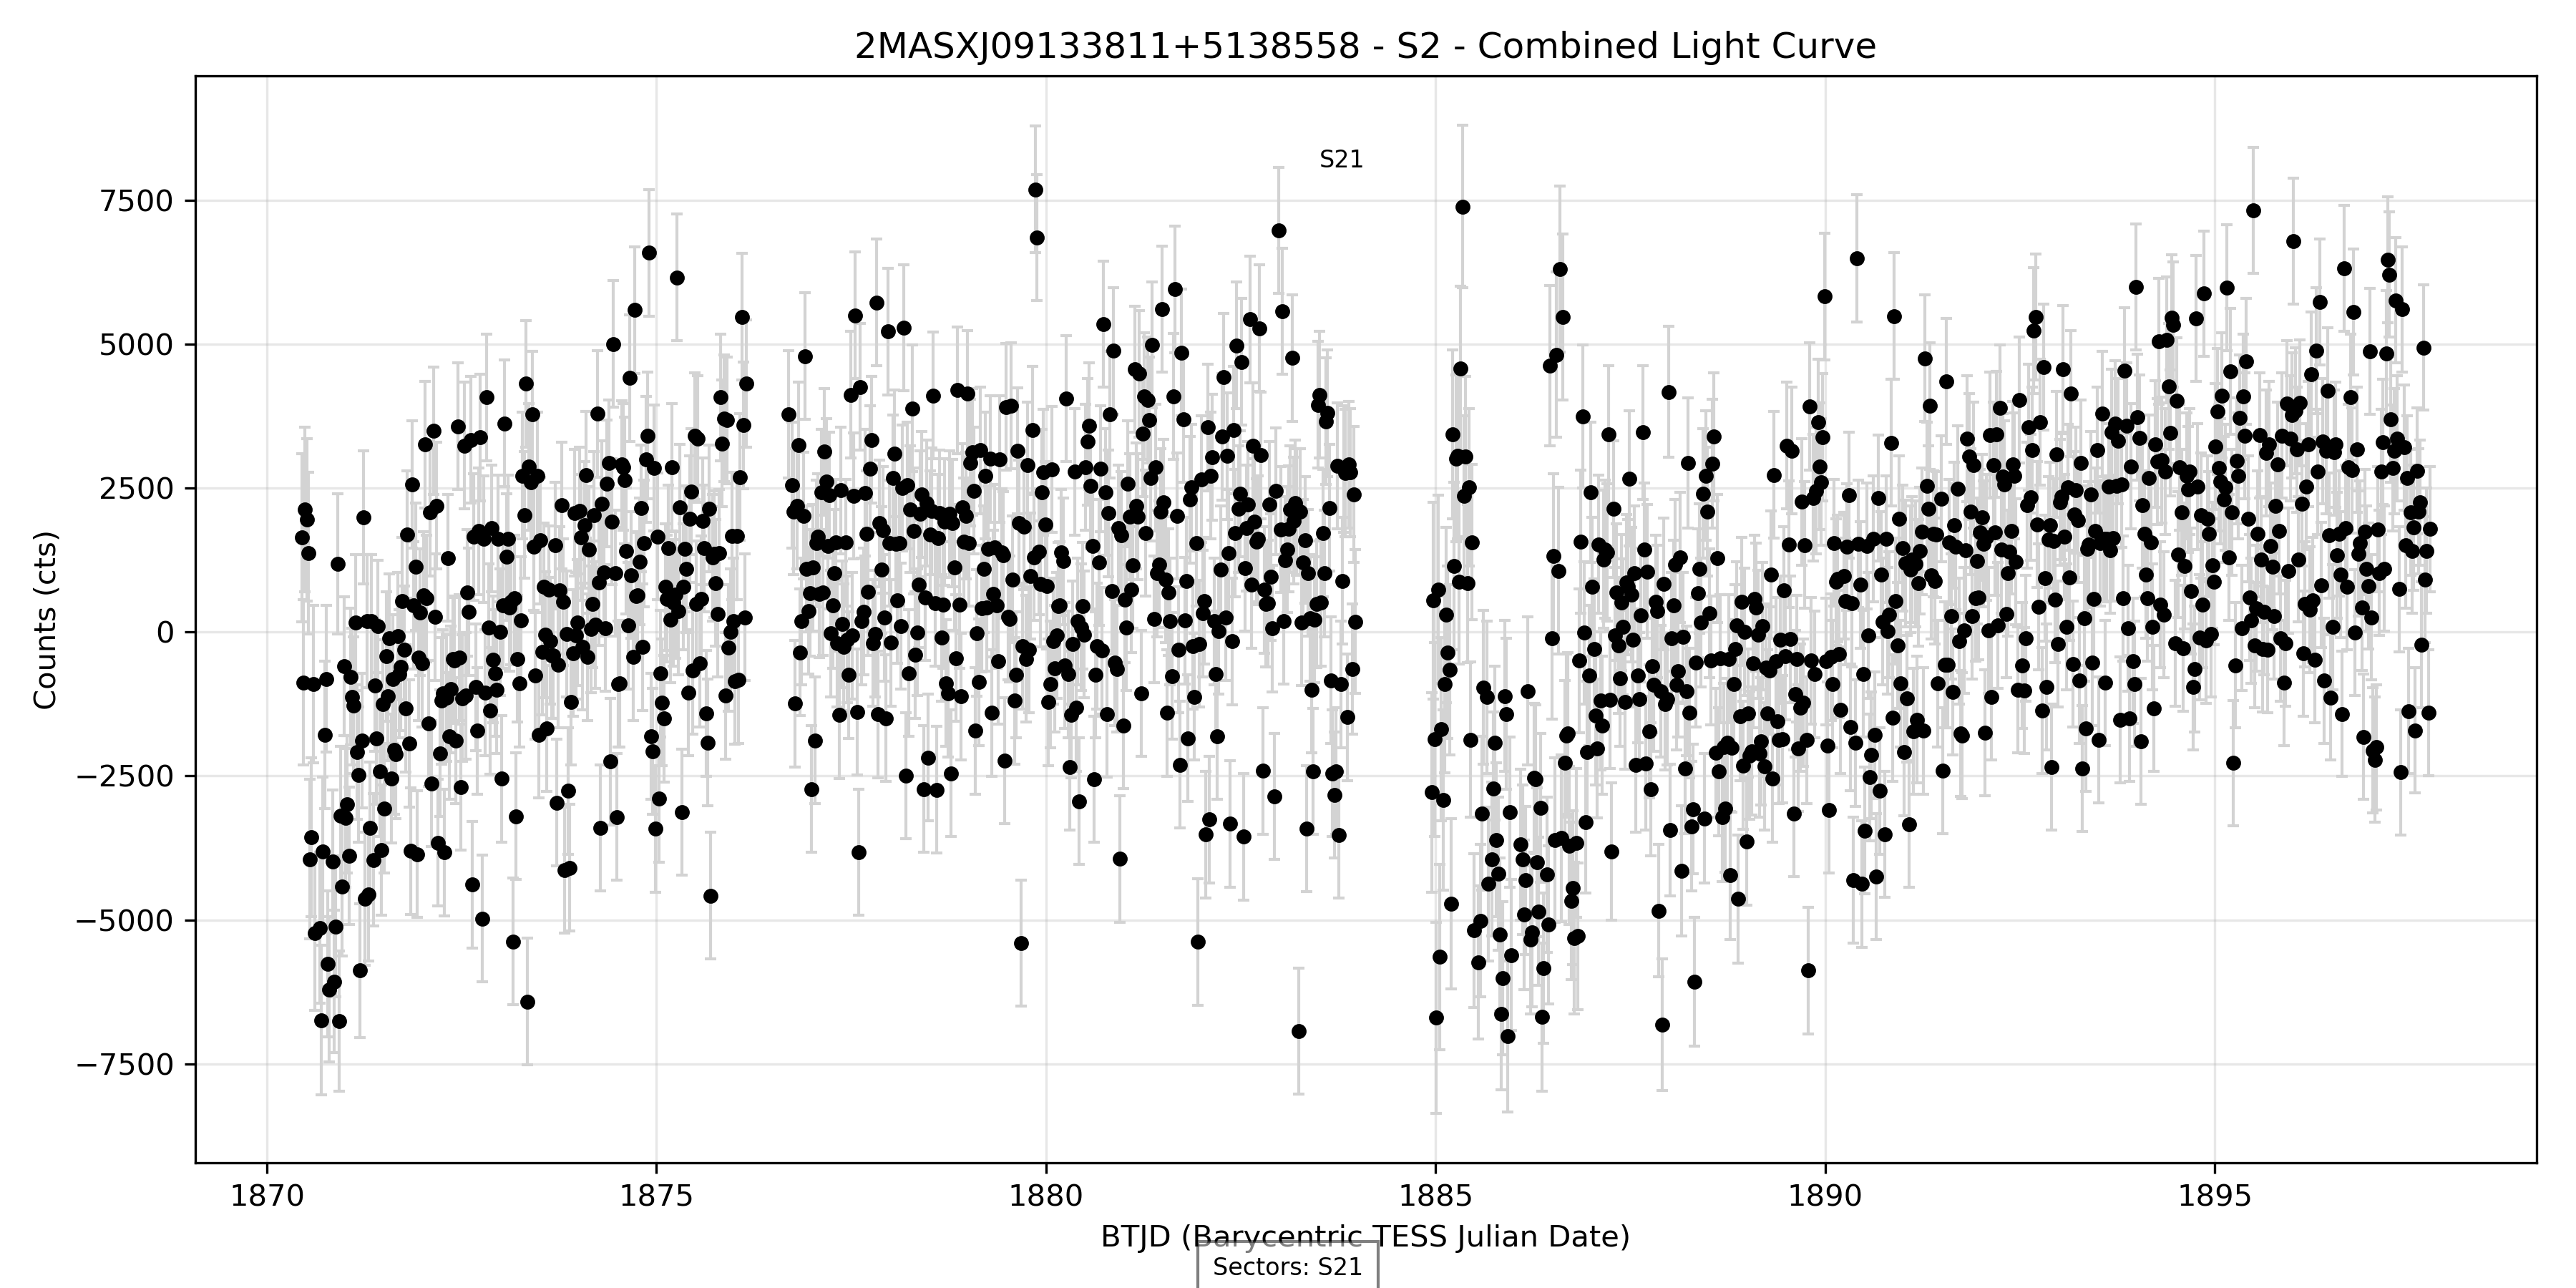 2MASXJ09133811+5138558 - S2 - Combined Light Curve
S21
Counts (cts)
7500
5000
2500
0
−2500
−5000
−7500
1870 1875 1880 1885 1890 1895
BTJD (Barycentric TESS Julian Date)
Sectors: S21